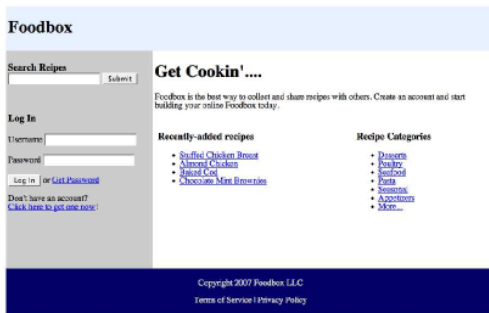 Foodbox
Search Reipes
Submit
Log In
Username
Password
Log In or Get Password
Don't have an account?
Click here to get one now!
Get Cookin'....
Foodbox is the best way to collect and share recipes with others. Create an account and start
building your online Foodbox today.
Recently-added recipes
Stuffed Chicken Breast
Almond Chicken
Baked Cod
Chocolate Mint Brownies
Recipe Categories
Desserts
Poultry
Seafood
Pasta
Seasonal
Appetizers
More...
Copyright 2007 Foodbox LLC
Terms of Service | Privacy Policy